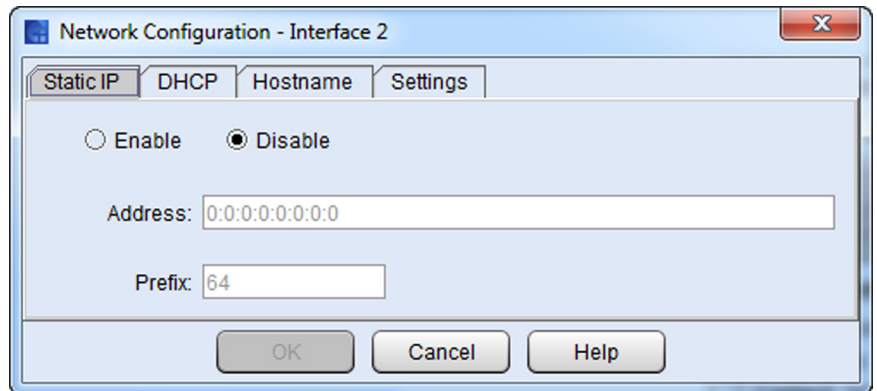 Network Configuration - Interface 2
Static IP DHCP Hostname Settings
Enable Disable
Address: 0:0:0:0:0:0:0:0
Prefix: 64
OK Cancel Help